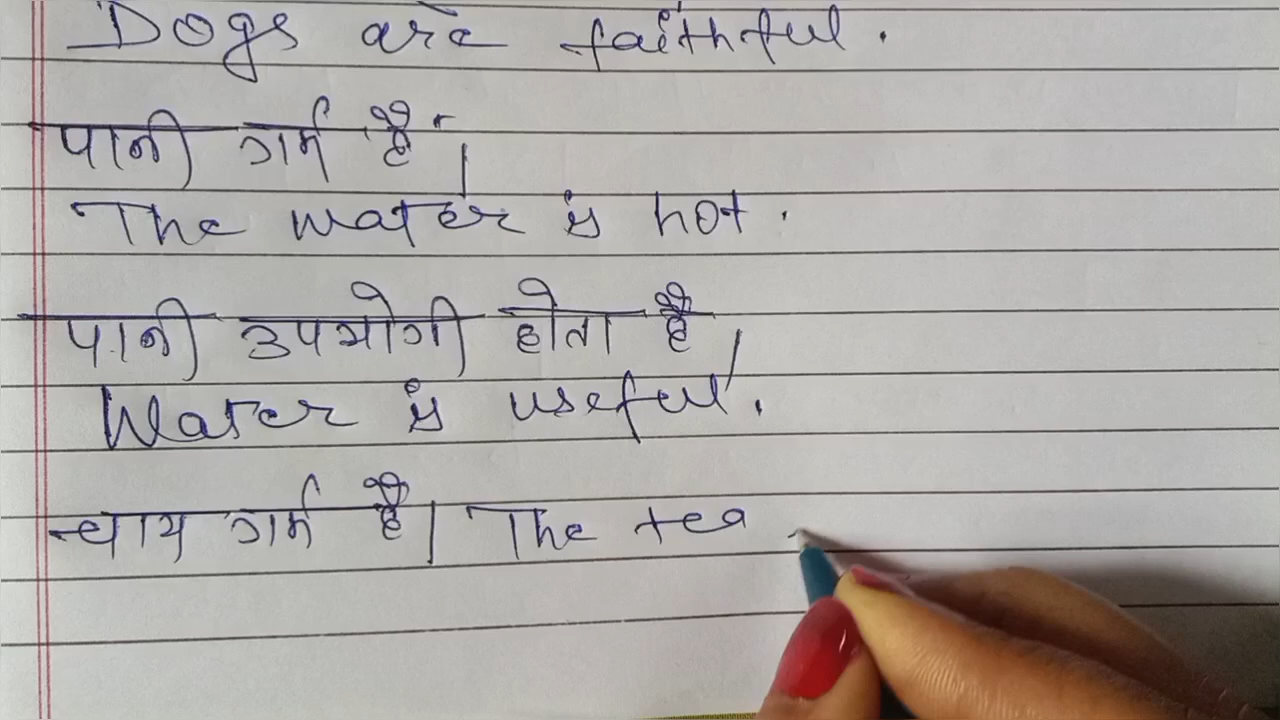 Dogs are faithful.
पानी गर्म है।
The water is hot.
पानी उपयोगी होता है।
Water is useful.
चाय गर्म है। The tea